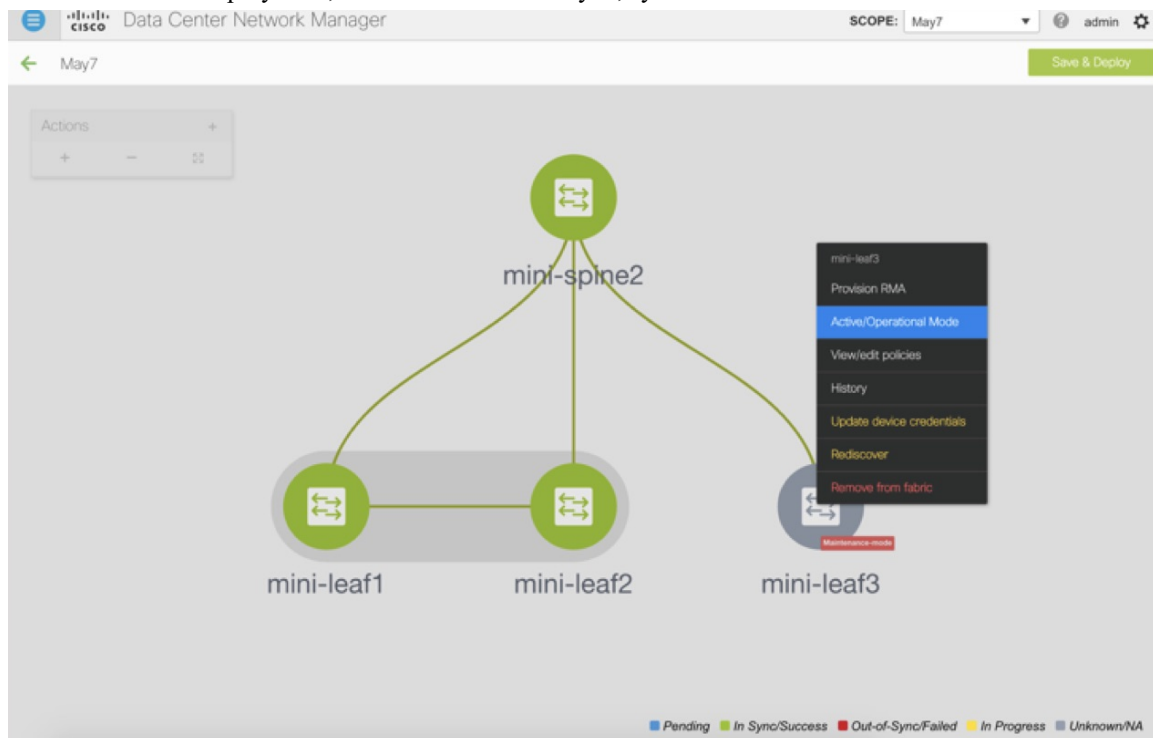 CISCO Data Center Network Manager
SCOPE: May7 admin
May7
Save & Deploy
Actions +
+ −
mini-spine2
mini-leaf3
Provision RMA
Active/Operational Mode
View/edit policies
History
Update device credentials
Rediscover
Remove from fabric
Maintenance-mode
mini-leaf1
mini-leaf2
mini-leaf3
Pending In Sync/Success Out-of-Sync/Failed In Progress Unknown/NA